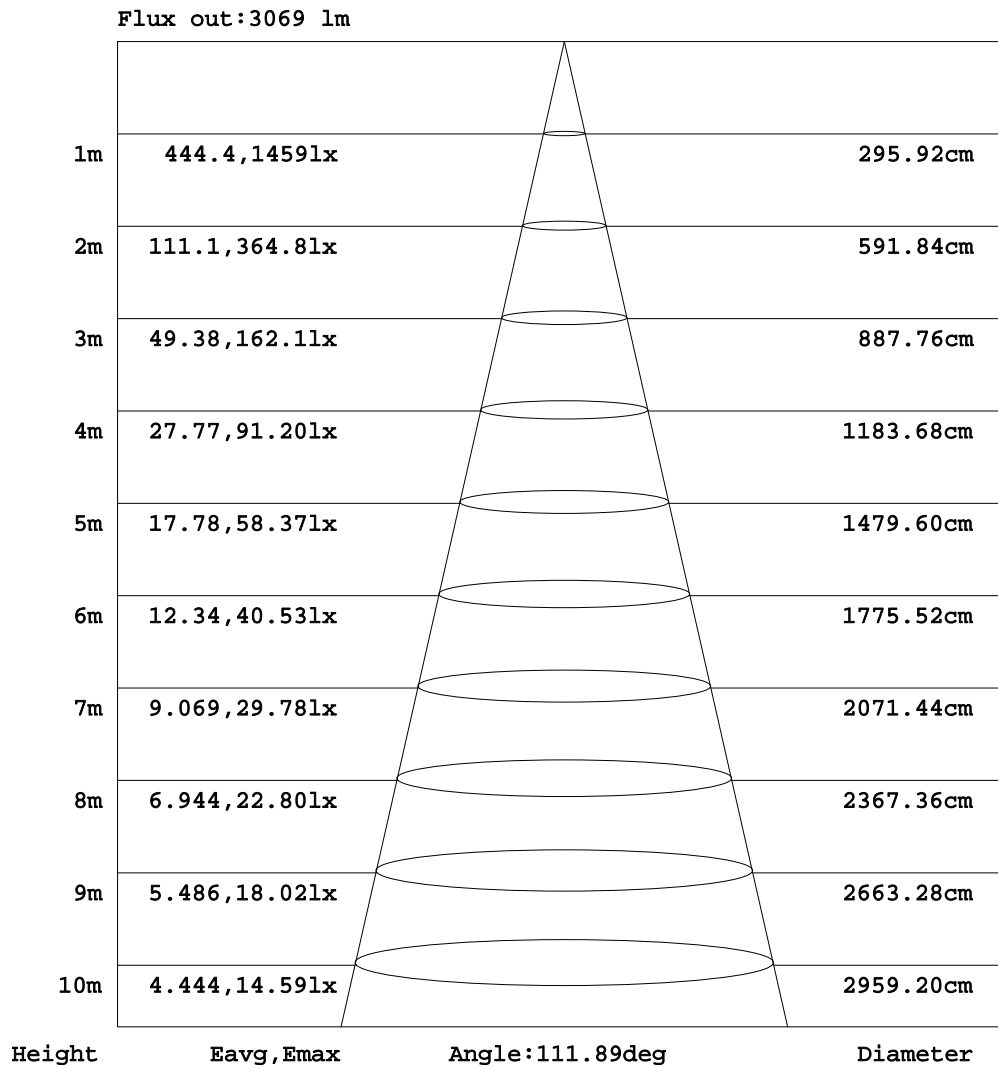 Flux out:3069 lm
1m 444.4,1459lx 295.92cm
2m 111.1,364.8lx 591.84cm
3m 49.38,162.1lx 887.76cm
4m 27.77,91.20lx 1183.68cm
5m 17.78,58.37lx 1479.60cm
6m 12.34,40.53lx 1775.52cm
7m 9.069,29.78lx 2071.44cm
8m 6.944,22.80lx 2367.36cm
9m 5.486,18.02lx 2663.28cm
10m 4.444,14.59lx 2959.20cm
Height Eavg,Emax Angle:111.89deg Diameter